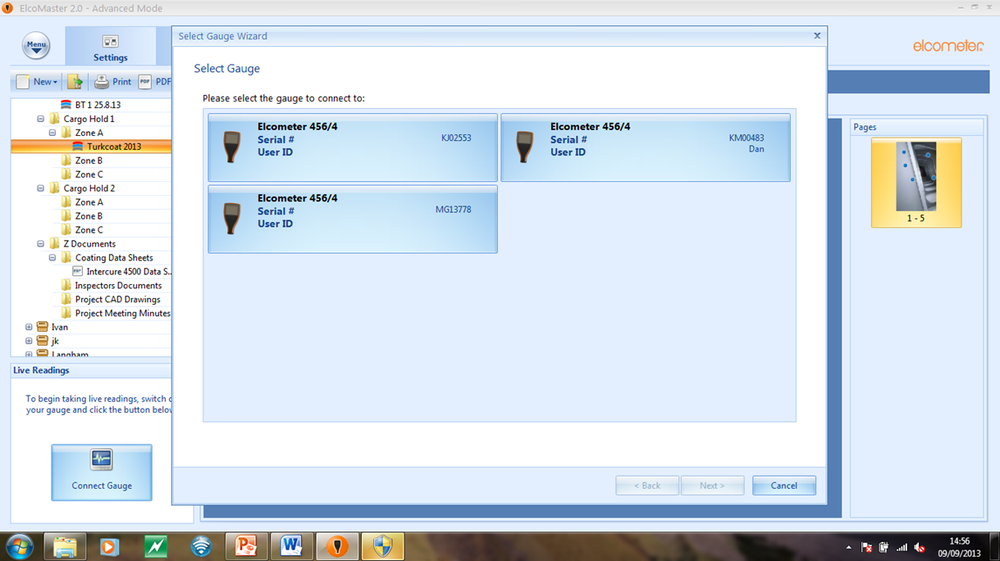 ElcoMaster 2.0 - Advanced Mode
Menu
Settings
elcometer
New
Print
PDF
BT 1 25.8.13
Cargo Hold 1
Zone A
Turkcoat 2013
Zone B
Zone C
Cargo Hold 2
Zone A
Zone B
Zone C
Z Documents
Coating Data Sheets
Intercure 4500 Data S...
Inspectors Documents
Project CAD Drawings
Project Meeting Minutes
Ivan
jk
Langham
Live Readings
To begin taking live readings, switch o
your gauge and click the button below
Connect Gauge
Select Gauge Wizard
Select Gauge
Please select the gauge to connect to:
Elcometer 456/4
Serial # KJ02553
User ID
Elcometer 456/4
Serial # KM00483
User ID Dan
Elcometer 456/4
Serial # MG13778
User ID
< Back
Next >
Cancel
Pages
1 - 5
14:56
09/09/2013